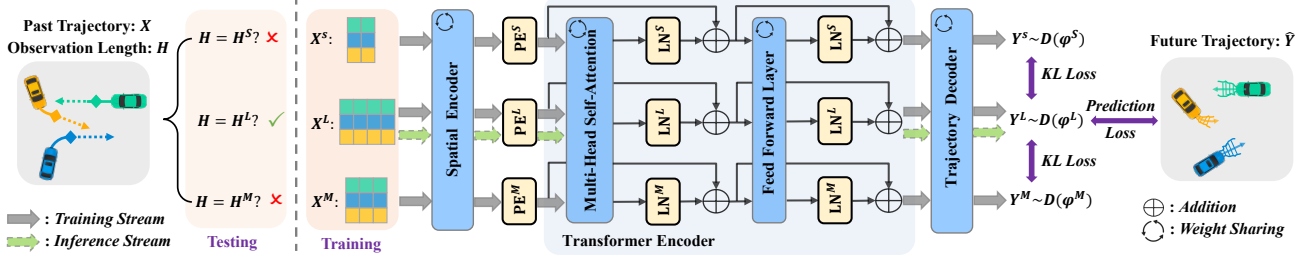 Past Trajectory: X
Observation Length: H
H = H^S? ✗
H = H^L? ✓
H = H^M? ✗
Testing
: Training Stream
: Inference Stream
X^S:
X^L:
X^M:
Training
Spatial Encoder
PE^S
PE^L
PE^M
Multi-Head Self-Attention
LN^S
LN^L
LN^M
Feed Forward Layer
LN^S
LN^L
LN^M
Transformer Encoder
Trajectory Decoder
Y^S~D(φ^S)
KL Loss
Y^L~D(φ^L)
KL Loss
Y^M~D(φ^M)
Prediction
Loss
Future Trajectory: Ŷ
: Addition
: Weight Sharing